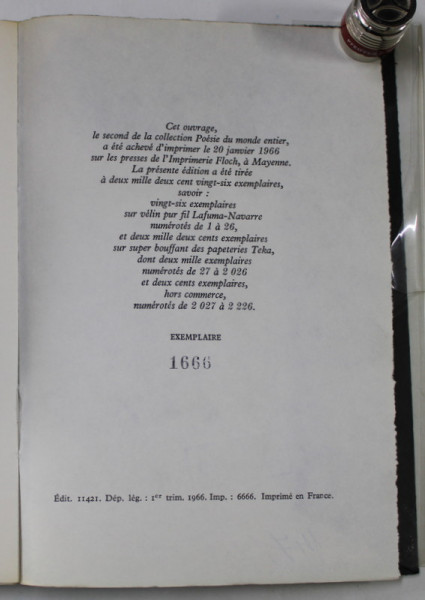 Cet ouvrage,
le second de la collection Poèsie du monde entier,
a été achevé d'imprimer le 20 janvier 1966
sur les presses de l'Imprimerie Floch, à Mayenne.
La présente édition a été tirée
à deux mille deux cent vingt-six exemplaires,
savoir :
vingt-six exemplaires
sur vélin pur fil Lafuma-Navarre
numérotés de 1 à 26,
et deux mille deux cents exemplaires
sur super bouffant des papeteries Teka,
dont deux mille exemplaires
numérotés de 27 à 2 026
et deux cents exemplaires,
hors commerce,
numérotés de 2 027 à 2 226.
EXEMPLAIRE
1666
Édit. 11421. Dép. lég. : 1er trim. 1966. Imp. : 6666. Imprimé en France.